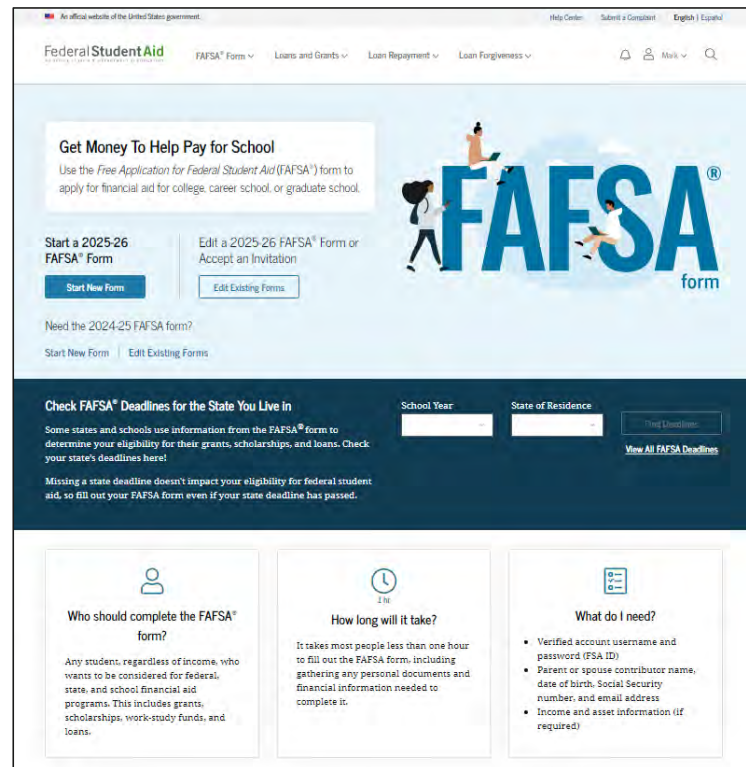 An official website of the United States government.
Help Center Submit a Complaint English | Español
Federal Student Aid
FAFSA® Form Loans and Grants Loan Repayment Loan Forgiveness
Get Money To Help Pay for School
Use the Free Application for Federal Student Aid (FAFSA®) form to
apply for financial aid for college, career school, or graduate school.
FAFSA®
form
Start a 2025-26
FAFSA® Form
Start New Form
Edit a 2025-26 FAFSA® Form or
Accept an Invitation
Edit Existing Forms
Need the 2024-25 FAFSA form?
Start New Form | Edit Existing Forms
Check FAFSA® Deadlines for the State You Live in
Some states and schools use information from the FAFSA® form to
determine your eligibility for their grants, scholarships, and loans. Check
your state's deadlines here!
Missing a state deadline doesn't impact your eligibility for federal student
aid, so fill out your FAFSA form even if your state deadline has passed.
School Year
State of Residence
Find Deadlines
View All FAFSA Deadlines
Who should complete the FAFSA®
form?
Any student, regardless of income, who
wants to be considered for federal,
state, and school financial aid
programs. This includes grants,
scholarships, work-study funds, and
loans.
1 hr
How long will it take?
It takes most people less than one hour
to fill out the FAFSA form, including
gathering any personal documents and
financial information needed to
complete it.
What do I need?
• Verified account username and
password (FSA ID)
• Parent or spouse contributor name,
date of birth, Social Security
number, and email address
• Income and asset information (if
required)